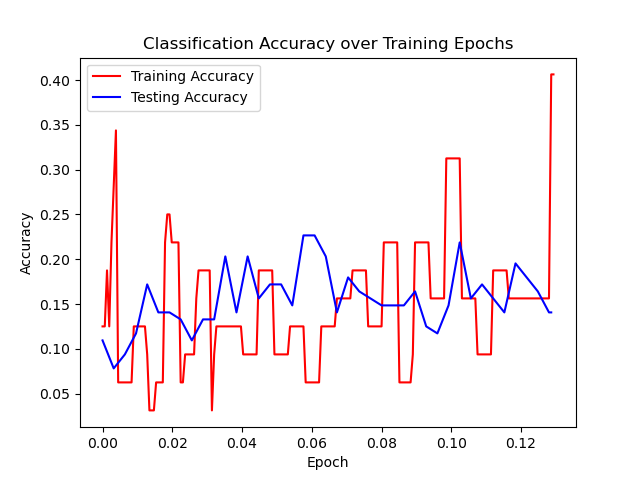 Classification Accuracy over Training Epochs
Training Accuracy
Testing Accuracy
0.40
0.35
0.30
0.25
0.20
0.15
0.10
0.05
Accuracy
0.00 0.02 0.04 0.06 0.08 0.10 0.12
Epoch